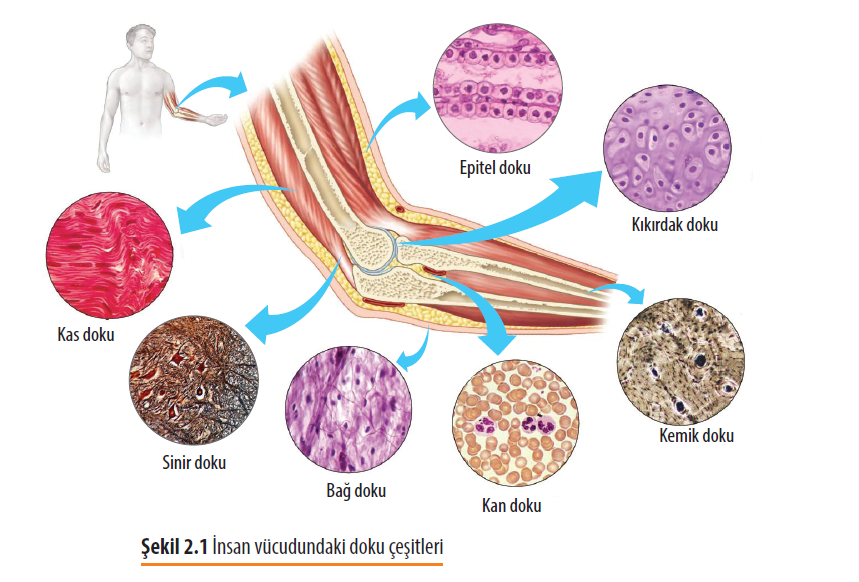 Epitel doku
Kıkırdak doku
Kas doku
Sinir doku
Bağ doku
Kan doku
Kemik doku
Şekil 2.1 İnsan vücudundaki doku çeşitleri